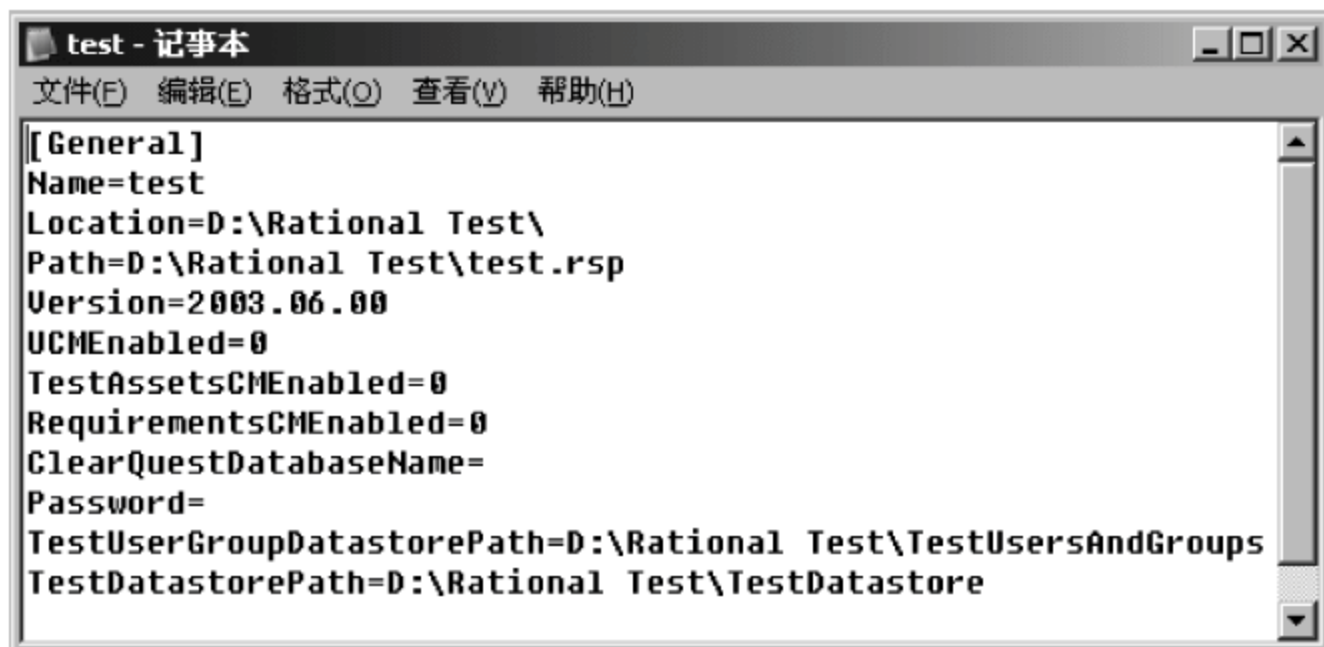 test - 记事本
文件(F) 编辑(E) 格式(O) 查看(V) 帮助(H)
[General]
Name=test
Location=D:\Rational Test\
Path=D:\Rational Test\test.rsp
Version=2003.06.00
UCMEnabled=0
TestAssetsCMEnabled=0
RequirementsCMEnabled=0
ClearQuestDatabaseName=
Password=
TestUserGroupDatastorePath=D:\Rational Test\TestUsersAndGroups
TestDatastorePath=D:\Rational Test\TestDatastore